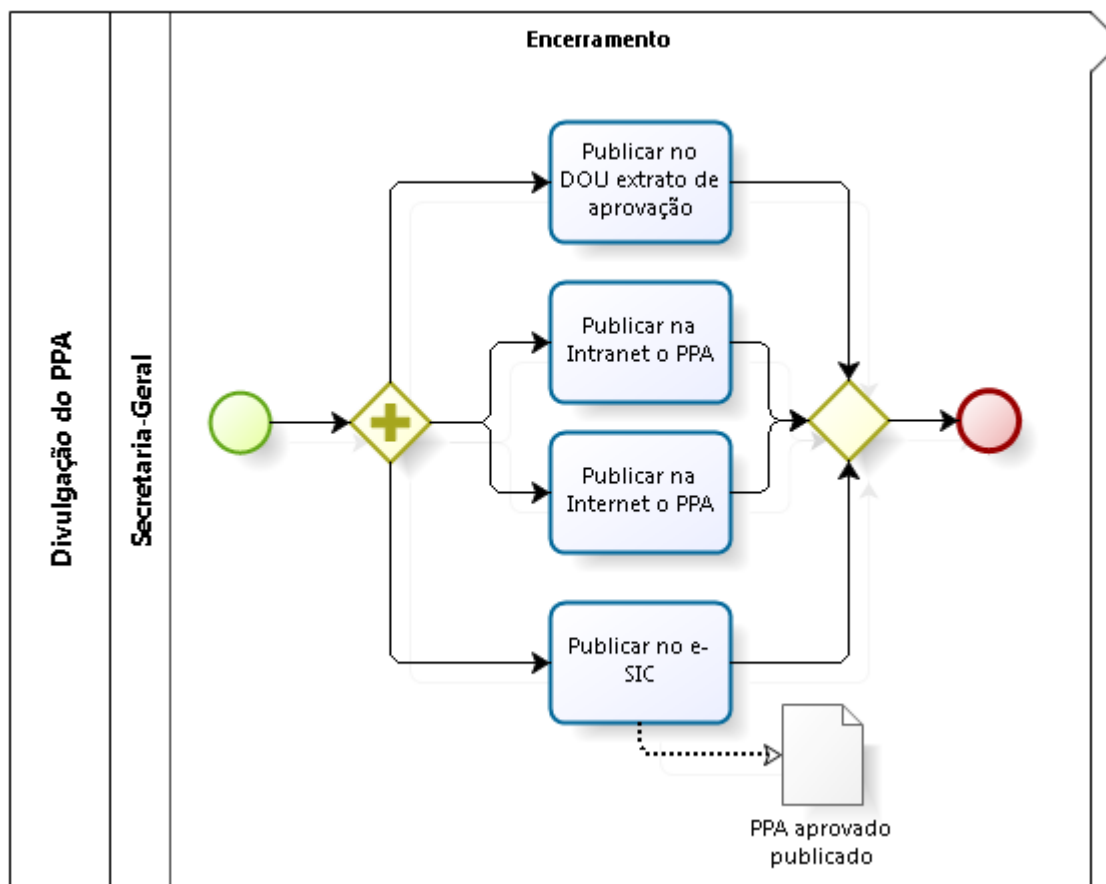 Encerramento
Divulgação do PPA
Secretaria-Geral
Publicar no
DOU extrato de
aprovação
Publicar na
Intranet o PPA
Publicar na
Internet o PPA
Publicar no e-
SIC
PPA aprovado
publicado